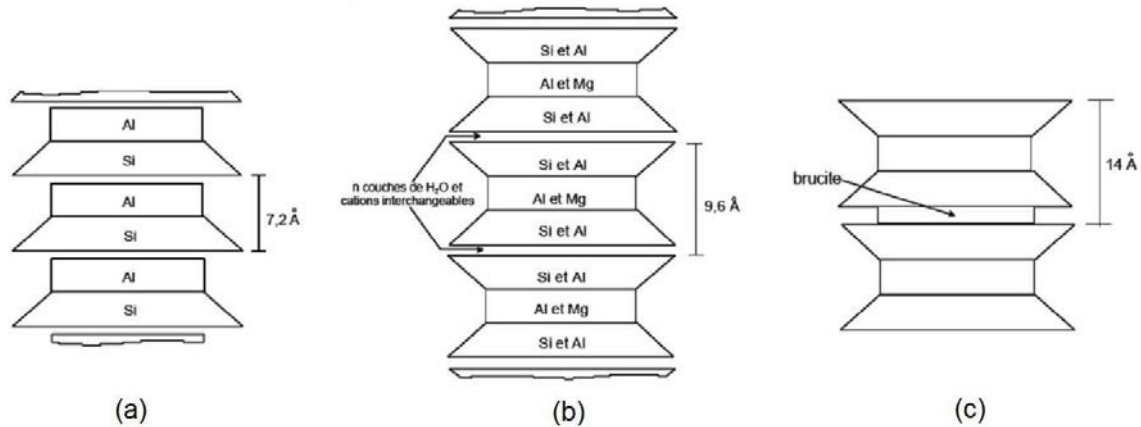 Al
Si
Al
Si
Al
Si
7,2 Å
(a)
Si et Al
Al et Mg
Si et Al
n couches de H₂O et
cations interchangeables
Si et Al
Al et Mg
Si et Al
9,6 Å
Si et Al
Al et Mg
Si et Al
(b)
brucite
14 Å
(c)